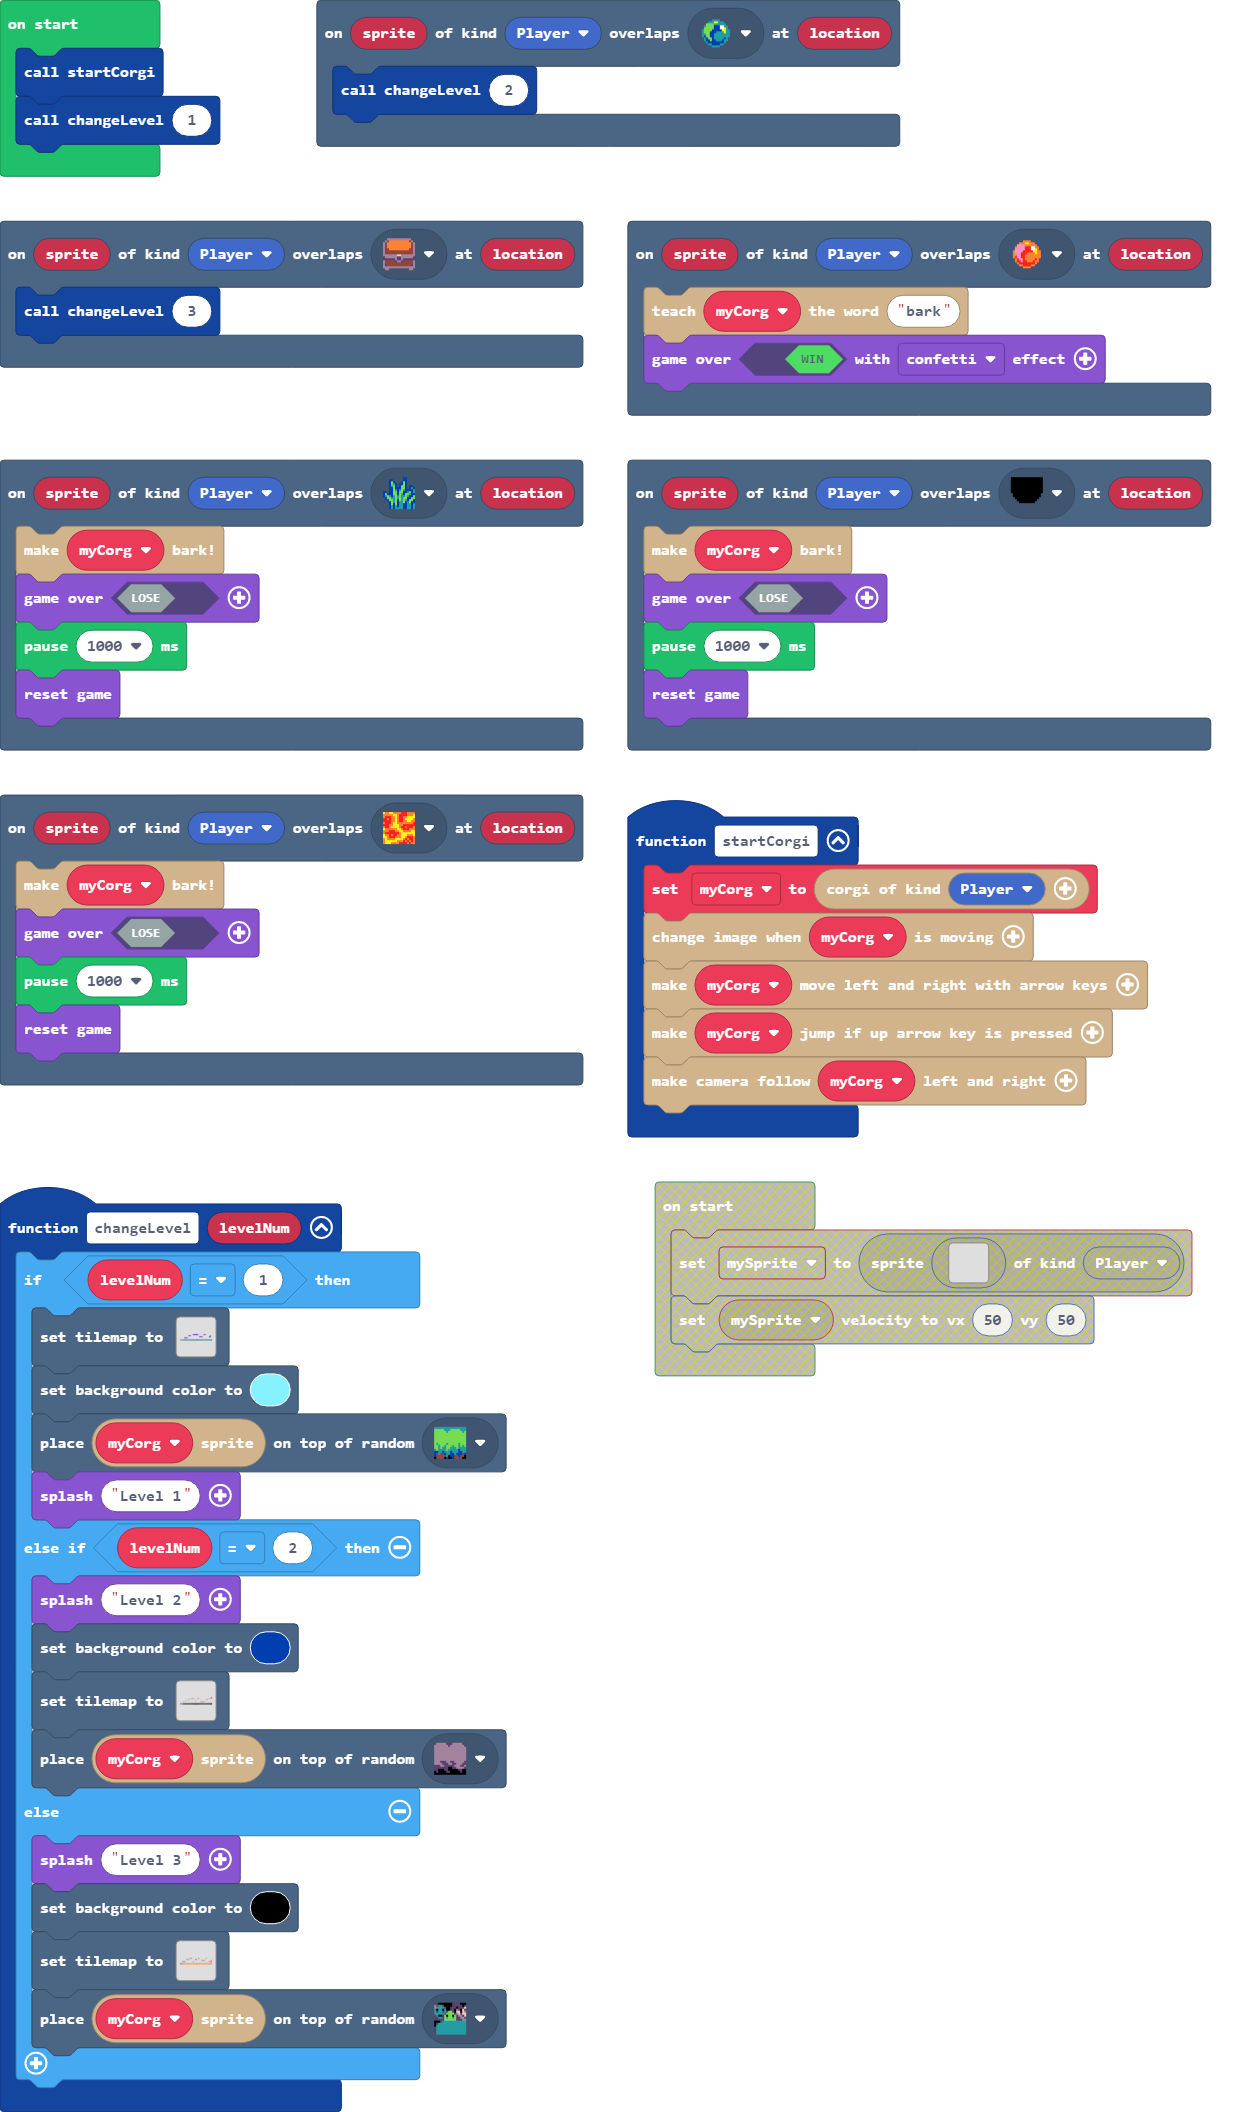 on start
call startCorgi
call changeLevel 1
on sprite of kind Player overlaps at location
call changeLevel 2
on sprite of kind Player overlaps at location
call changeLevel 3
on sprite of kind Player overlaps at location
teach myCorg the word "bark"
game over WIN with confetti effect
on sprite of kind Player overlaps at location
make myCorg bark!
game over LOSE
pause 1000 ms
reset game
on sprite of kind Player overlaps at location
make myCorg bark!
game over LOSE
pause 1000 ms
reset game
on sprite of kind Player overlaps at location
make myCorg bark!
game over LOSE
pause 1000 ms
reset game
function startCorgi
set myCorg to corgi of kind Player
change image when myCorg is moving
make myCorg move left and right with arrow keys
make myCorg jump if up arrow key is pressed
make camera follow myCorg left and right
function changeLevel levelNum
if levelNum = 1 then
set tilemap to
set background color to
place myCorg sprite on top of random
splash "Level 1"
else if levelNum = 2 then
splash "Level 2"
set background color to
set tilemap to
place myCorg sprite on top of random
else
splash "Level 3"
set background color to
set tilemap to
place myCorg sprite on top of random
on start
set mySprite to sprite of kind Player
set mySprite velocity to vx 50 vy 50